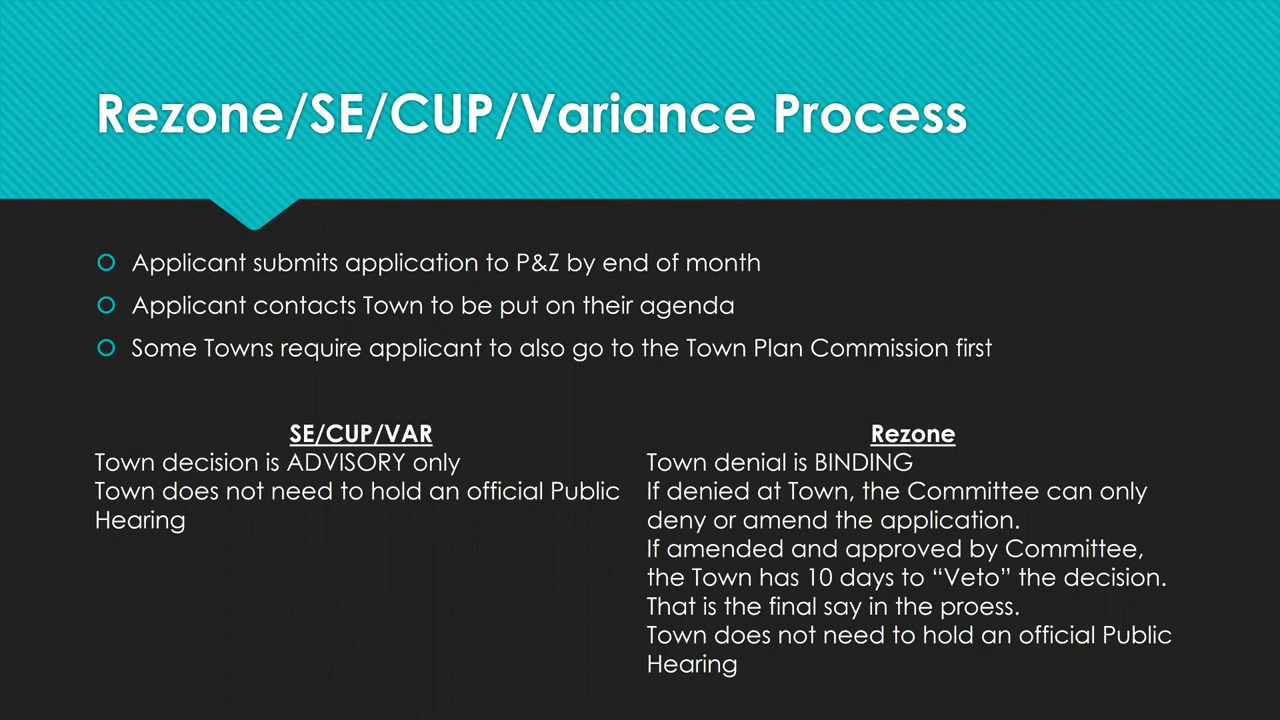 Rezone/SE/CUP/Variance Process
Applicant submits application to P&Z by end of month
Applicant contacts Town to be put on their agenda
Some Towns require applicant to also go to the Town Plan Commission first
SE/CUP/VAR
Town decision is ADVISORY only
Town does not need to hold an official Public
Hearing
Rezone
Town denial is BINDING
If denied at Town, the Committee can only
deny or amend the application.
If amended and approved by Committee,
the Town has 10 days to “Veto” the decision.
That is the final say in the proess.
Town does not need to hold an official Public
Hearing